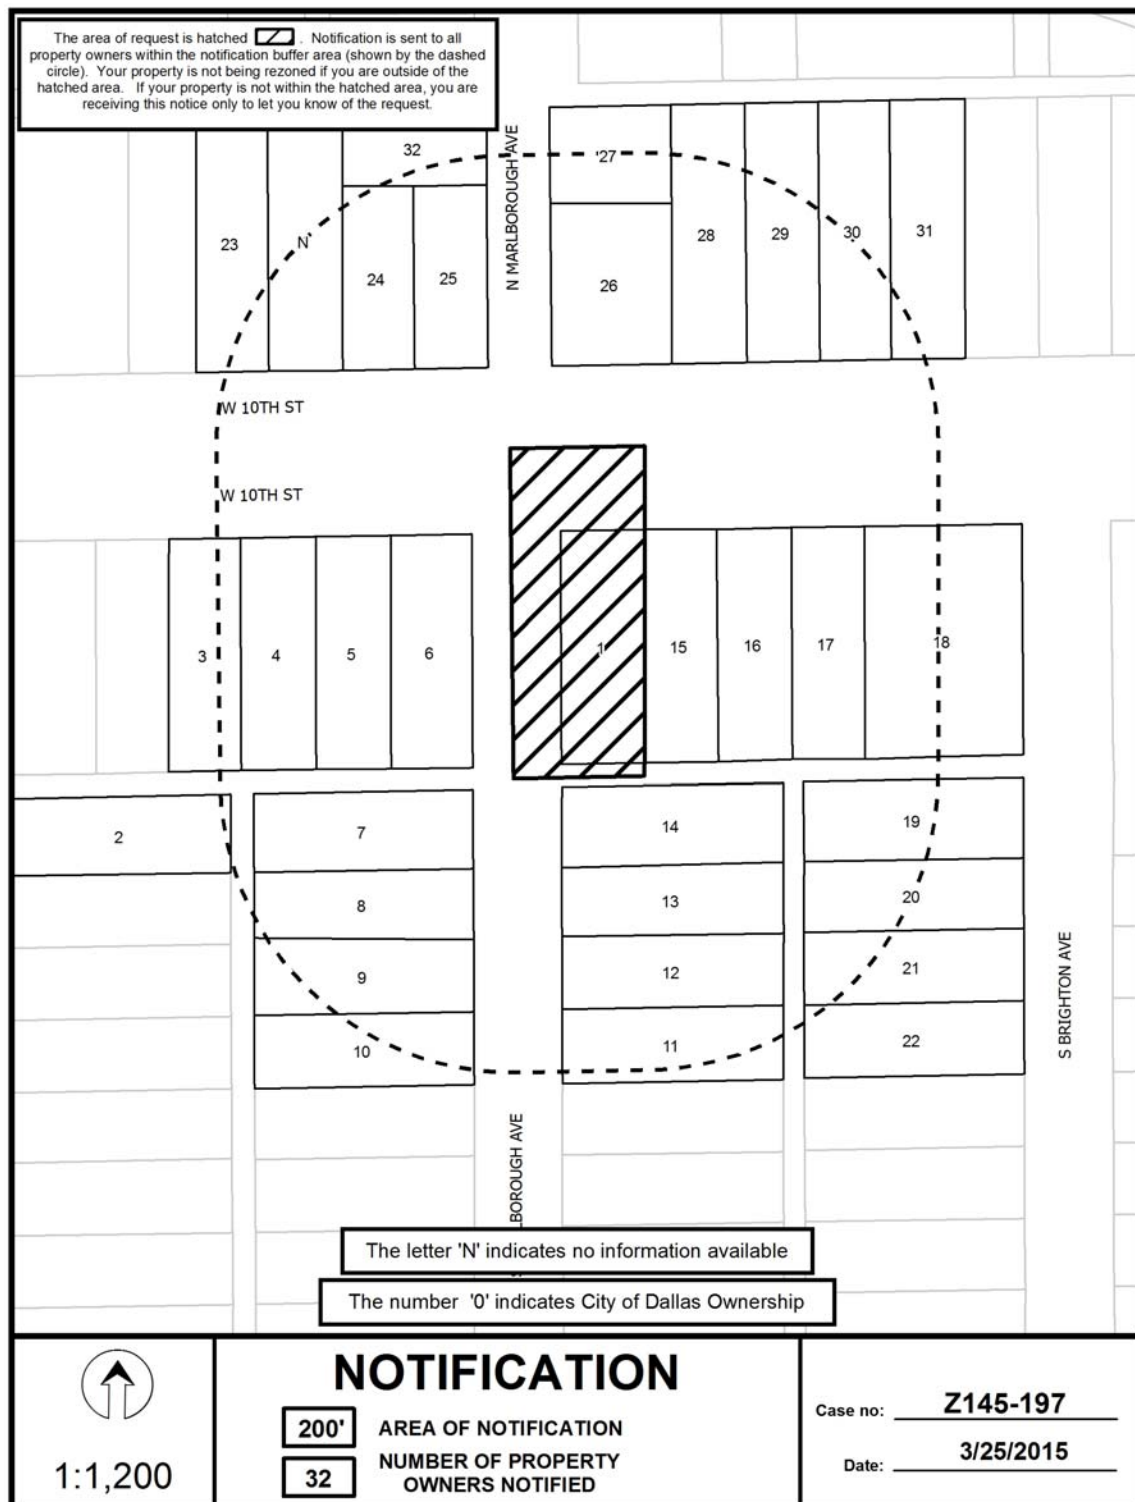 The area of request is hatched . Notification is sent to all
property owners within the notification buffer area (shown by the dashed
circle). Your property is not being rezoned if you are outside of the
hatched area. If your property is not within the hatched area, you are
receiving this notice only to let you know of the request.
32
27
N MARLBOROUGH AVE
23
N
24
25
26
28
29
30
31
W 10TH ST
W 10TH ST
3
4
5
6
1
15
16
17
18
2
7
14
19
8
13
20
9
12
21
10
11
22
S BRIGHTON AVE
LBOROUGH AVE
The letter 'N' indicates no information available
The number '0' indicates City of Dallas Ownership
1:1,200
NOTIFICATION
200' AREA OF NOTIFICATION
32 NUMBER OF PROPERTY
OWNERS NOTIFIED
Case no: Z145-197
Date: 3/25/2015